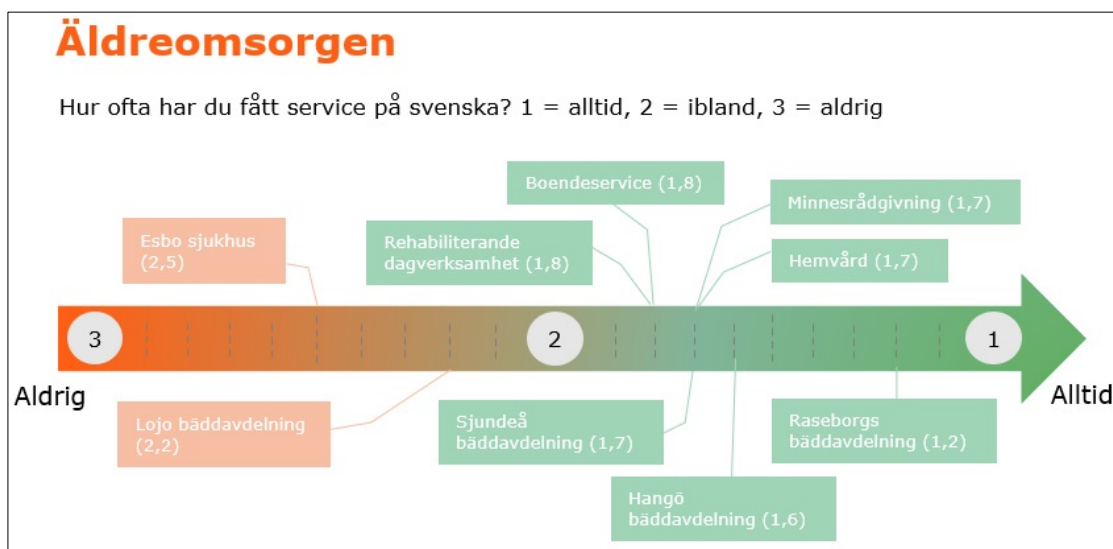 Äldreomsorgen
Hur ofta har du fått service på svenska? 1 = alltid, 2 = ibland, 3 = aldrig
Boendeservice (1,8)
Minnesrådgivning (1,7)
Esbo sjukhus
(2,5)
Rehabiliterande
dagverksamhet (1,8)
Hemvård (1,7)
3
2
1
Aldrig
Alltid
Lojo bäddavdelning
(2,2)
Sjundeå
bäddavdelning (1,7)
Raseborgs
bäddavdelning (1,2)
Hangö
bäddavdelning (1,6)